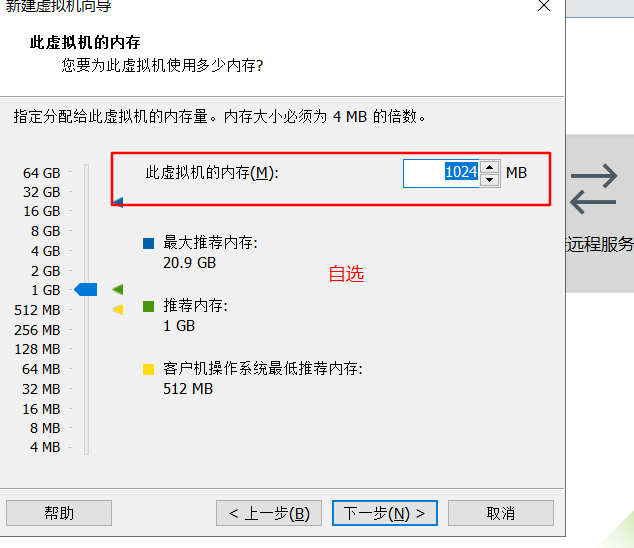 新建虚拟机向导
此虚拟机的内存
您要为此虚拟机使用多少内存?
指定分配给此虚拟机的内存量。内存大小必须为 4 MB 的倍数。
此虚拟机的内存(M):
1024
MB
64 GB
32 GB
16 GB
8 GB
4 GB
2 GB
1 GB
512 MB
256 MB
128 MB
64 MB
32 MB
16 MB
8 MB
4 MB
最大推荐内存:
20.9 GB
自选
推荐内存:
1 GB
客户机操作系统最低推荐内存:
512 MB
远程服务
帮助
< 上一步(B)
下一步(N) >
取消